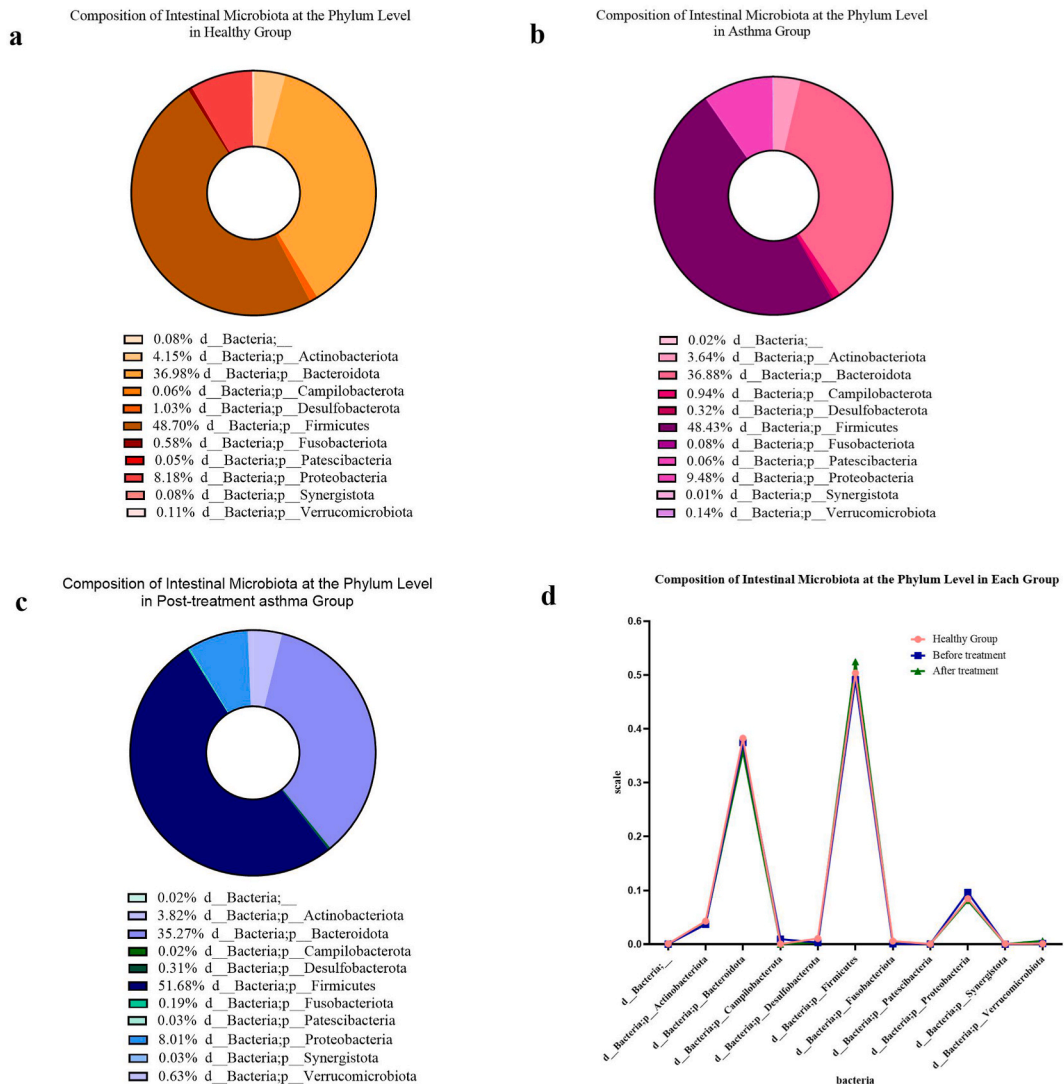 a
Composition of Intestinal Microbiota at the Phylum Level
in Healthy Group
0.08% d__Bacteria;__
4.15% d__Bacteria;p__Actinobacteriota
36.98% d__Bacteria;p__Bacteroidota
0.06% d__Bacteria;p__Campilobacterota
1.03% d__Bacteria;p__Desulfobacterota
48.70% d__Bacteria;p__Firmicutes
0.58% d__Bacteria;p__Fusobacteriota
0.05% d__Bacteria;p__Patescibacteria
8.18% d__Bacteria;p__Proteobacteria
0.08% d__Bacteria;p__Synergistota
0.11% d__Bacteria;p__Verrucomicrobiota
b
Composition of Intestinal Microbiota at the Phylum Level
in Asthma Group
0.02% d__Bacteria;__
3.64% d__Bacteria;p__Actinobacteriota
36.88% d__Bacteria;p__Bacteroidota
0.94% d__Bacteria;p__Campilobacterota
0.32% d__Bacteria;p__Desulfobacterota
48.43% d__Bacteria;p__Firmicutes
0.08% d__Bacteria;p__Fusobacteriota
0.06% d__Bacteria;p__Patescibacteria
9.48% d__Bacteria;p__Proteobacteria
0.01% d__Bacteria;p__Synergistota
0.14% d__Bacteria;p__Verrucomicrobiota
c
Composition of Intestinal Microbiota at the Phylum Level
in Post-treatment asthma Group
0.02% d__Bacteria;__
3.82% d__Bacteria;p__Actinobacteriota
35.27% d__Bacteria;p__Bacteroidota
0.02% d__Bacteria;p__Campilobacterota
0.31% d__Bacteria;p__Desulfobacterota
51.68% d__Bacteria;p__Firmicutes
0.19% d__Bacteria;p__Fusobacteriota
0.03% d__Bacteria;p__Patescibacteria
8.01% d__Bacteria;p__Proteobacteria
0.03% d__Bacteria;p__Synergistota
0.63% d__Bacteria;p__Verrucomicrobiota
d
Composition of Intestinal Microbiota at the Phylum Level in Each Group
Healthy Group
Before treatment
After treatment
0.6
0.5
0.4
0.3
0.2
0.1
0.0
scale
d__Bacteria;__
d__Bacteria;p__Actinobacteriota
d__Bacteria;p__Bacteroidota
d__Bacteria;p__Campilobacterota
d__Bacteria;p__Desulfobacterota
d__Bacteria;p__Firmicutes
d__Bacteria;p__Fusobacteriota
d__Bacteria;p__Patescibacteria
d__Bacteria;p__Proteobacteria
d__Bacteria;p__Synergistota
d__Bacteria;p__Verrucomicrobiota
bacteria